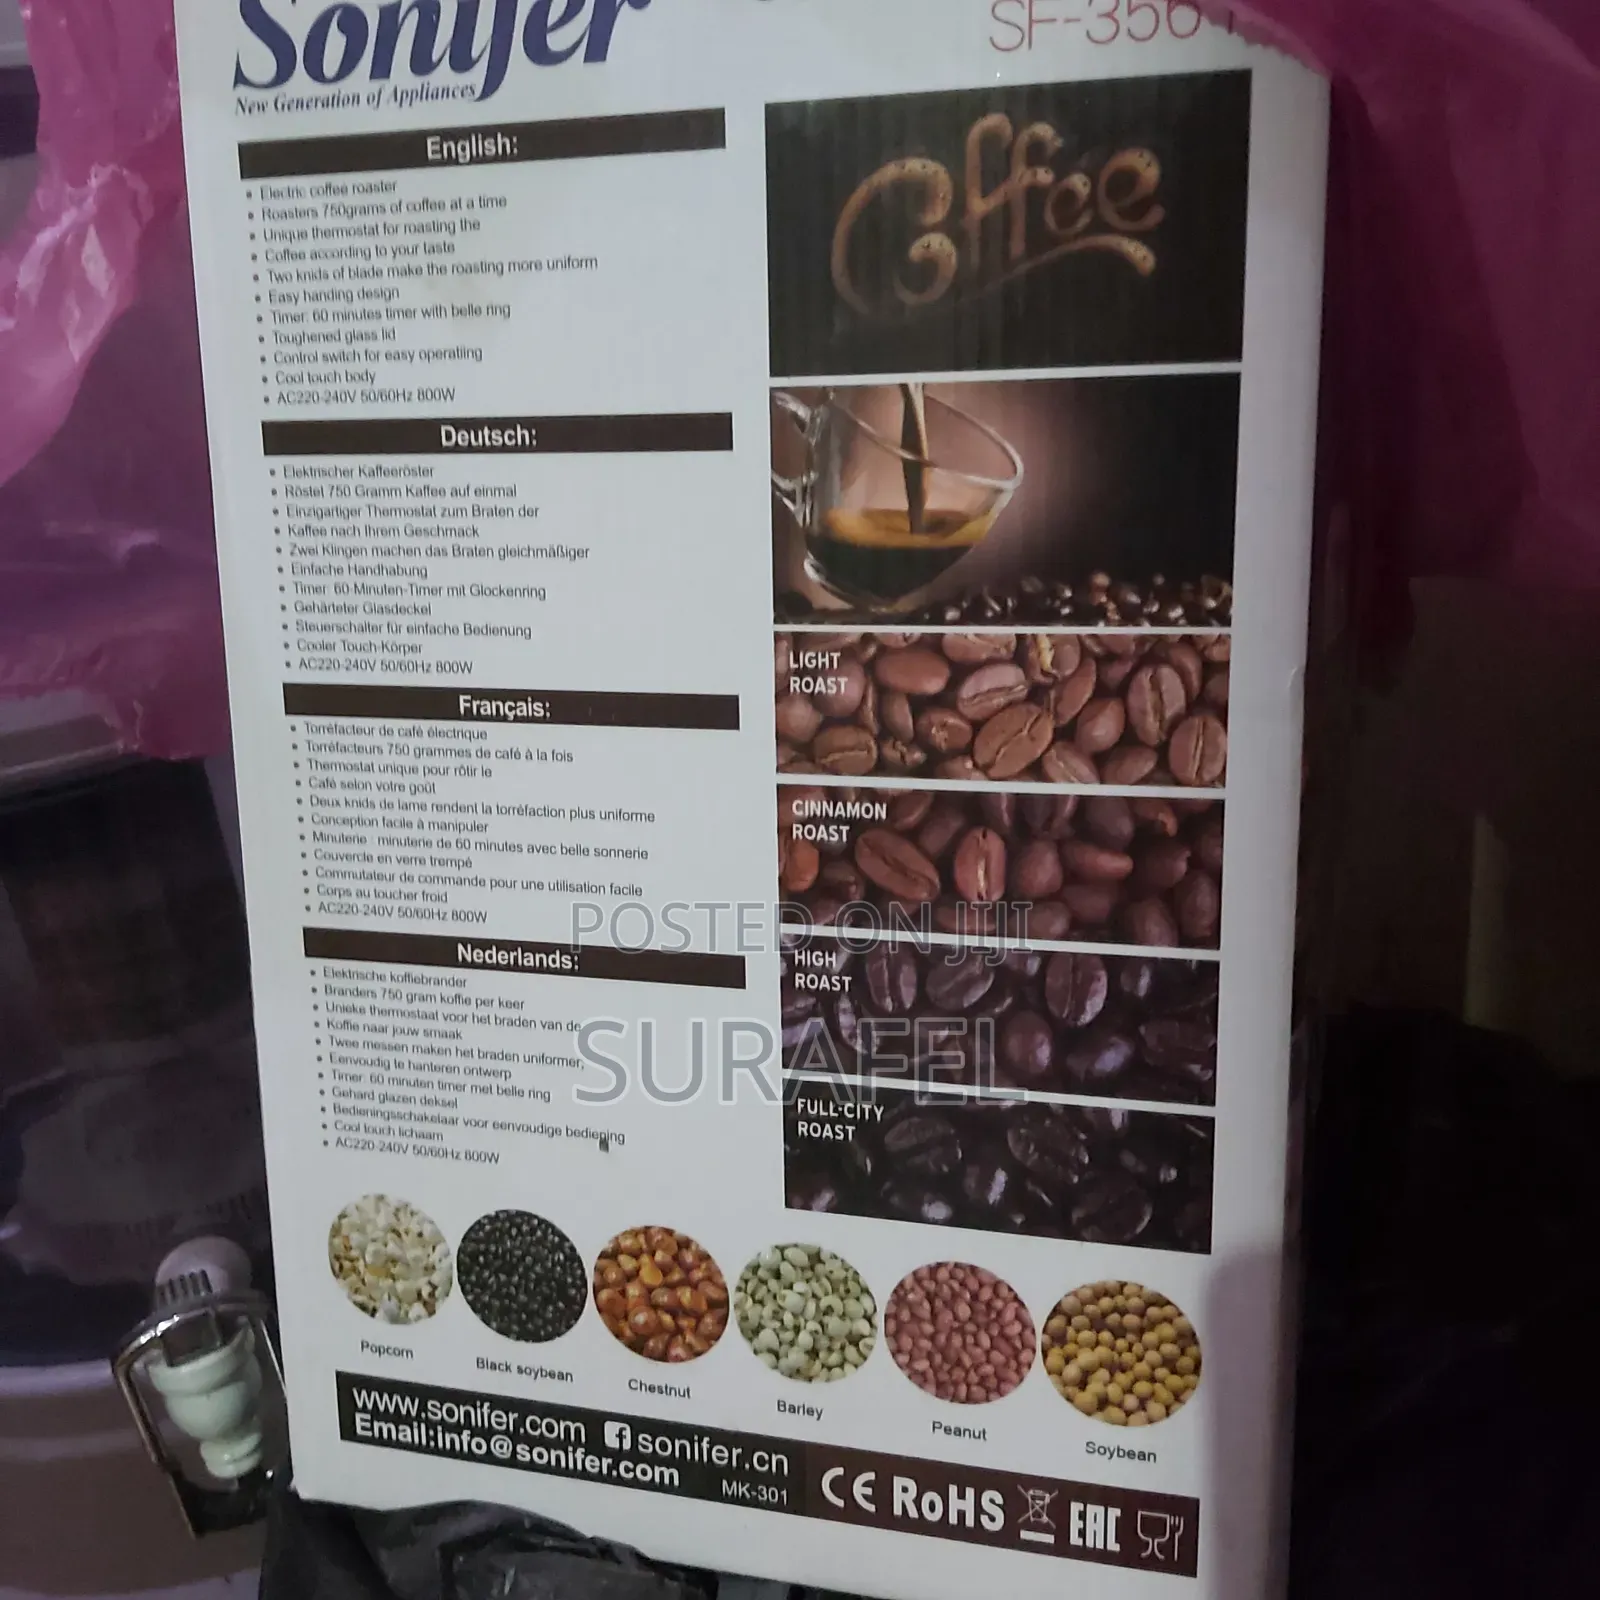 Sonifer
New Generation of Appliances
English:
Electric coffee roaster
Roasters 750grams of coffee at a time
Unique thermostat for roasting the
Coffee according to your taste
Two knids of blade make the roasting more uniform
Easy handing design
Timer: 60 minutes timer with belle ring
Toughened glass lid
Control switch for easy operatiing
Cool touch body
AC220-240V 50/60Hz 800W
Deutsch:
Elektrischer Kaffeeröster
Röstet 750 Gramm Kaffee auf einmal
Einzigartiger Thermostat zum Braten der
Kaffee nach Ihrem Geschmack
Zwei Klingen machen das Braten gleichmäßiger
Einfache Handhabung
Timer: 60-Minuten-Timer mit Glockenring
Gehärteter Glasdeckel
Steuerschalter für einfache Bedienung
Cooler Touch-Körper
AC220-240V 50/60Hz 800W
Français:
Torréfacteur de café électrique
Torréfacteurs 750 grammes de café à la fois
Thermostat unique pour rôtir le
Café selon votre goût
Deux knids de lame rendent la torréfaction plus uniforme
Conception facile à manipuler
Minuterie : minuterie de 60 minutes avec belle sonnerie
Couvercle en verre trempé
Commutateur de commande pour une utilisation facile
Corps au toucher froid
AC220-240V 50/60Hz 800W
Nederlands:
Elektrische koffiebrander
Branders 750 gram koffie per keer
Unieke thermostaat voor het braden van de
Koffie naar jouw smaak
Twee messen maken het braden uniformer,
Eenvoudig te hanteren ontwerp
Timer: 60 minuten timer met belle ring
Gehard glazen deksel
Bedieningsschakelaar voor eenvoudige bediening
Cool touch lichaam
AC220-240V 50/60Hz 800W
Coffee
LIGHT
ROAST
CINNAMON
ROAST
HIGH
ROAST
FULL-CITY
ROAST
POSTED ON JIJI
SURAFEL
Popcorn
Black soybean
Chestnut
Barley
Peanut
Soybean
www.sonifer.com f sonifer.cn
Email:info@sonifer.com
MK-301
CE RoHS EAC